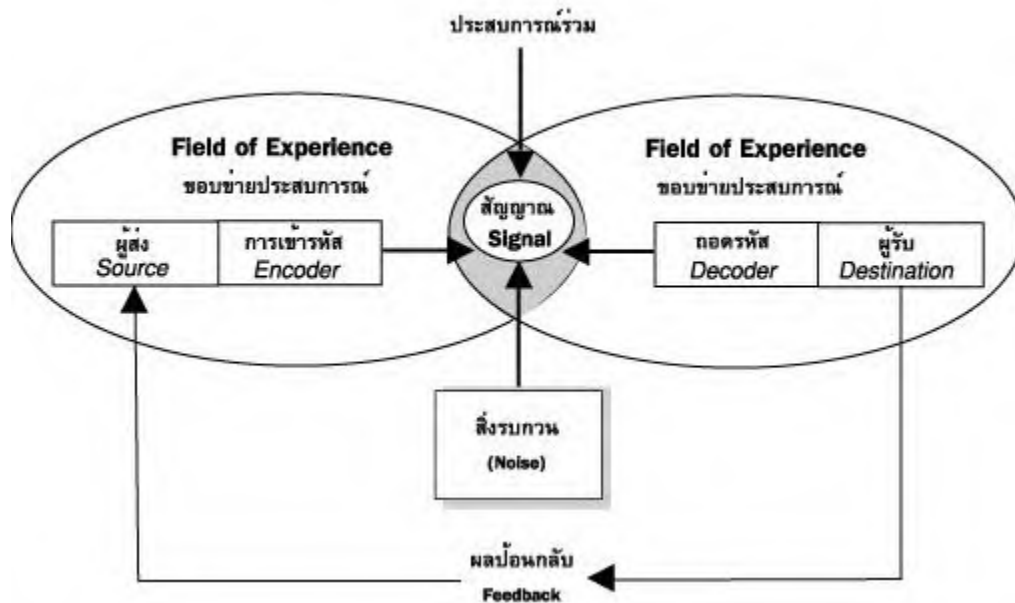 ประสบการณ์ร่วม
Field of Experience
ขอบข่ายประสบการณ์
ผู้ส่ง
Source
การเข้ารหัส
Encoder
สัญญาณ
Signal
Field of Experience
ขอบข่ายประสบการณ์
ถอดรหัส
Decoder
ผู้รับ
Destination
สิ่งรบกวน
(Noise)
ผลป้อนกลับ
Feedback